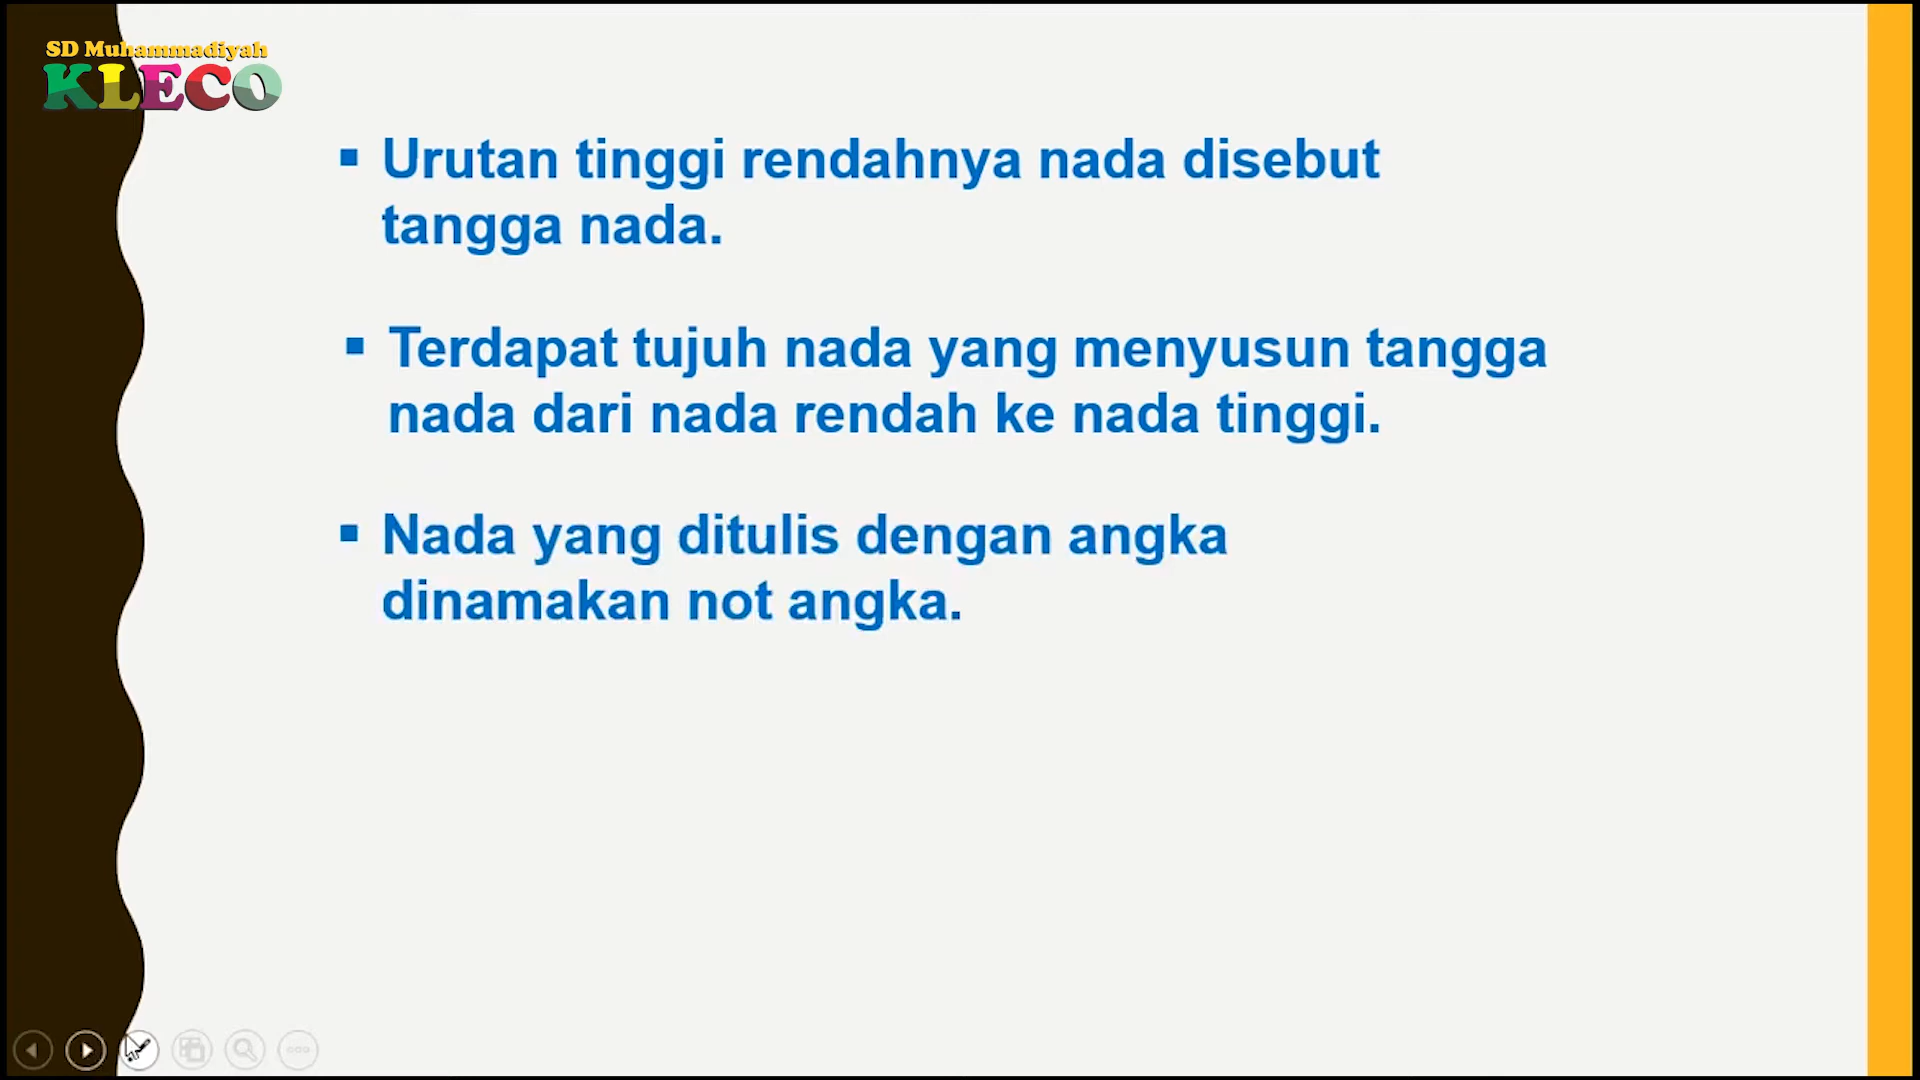 SD Muhammadiyah
KLECO
▪ Urutan tinggi rendahnya nada disebut
tangga nada.
▪ Terdapat tujuh nada yang menyusun tangga
nada dari nada rendah ke nada tinggi.
▪ Nada yang ditulis dengan angka
dinamakan not angka.